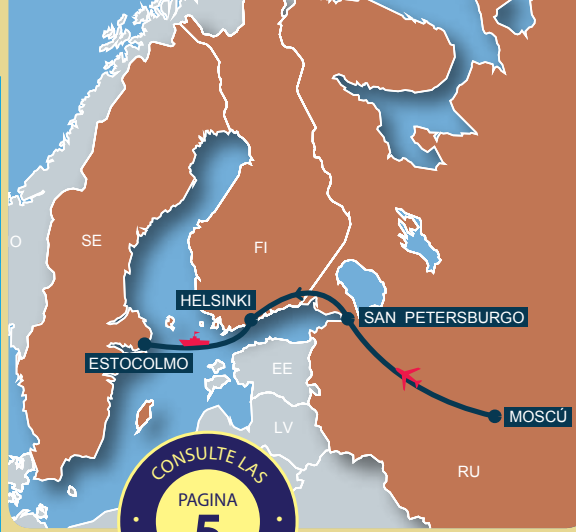 O
SE
FI
HELSINKI
SAN PETERSBURGO
ESTOCOLMO
EE
MOSCÚ
LV
RU
CONSULTE LAS
PAGINA
5